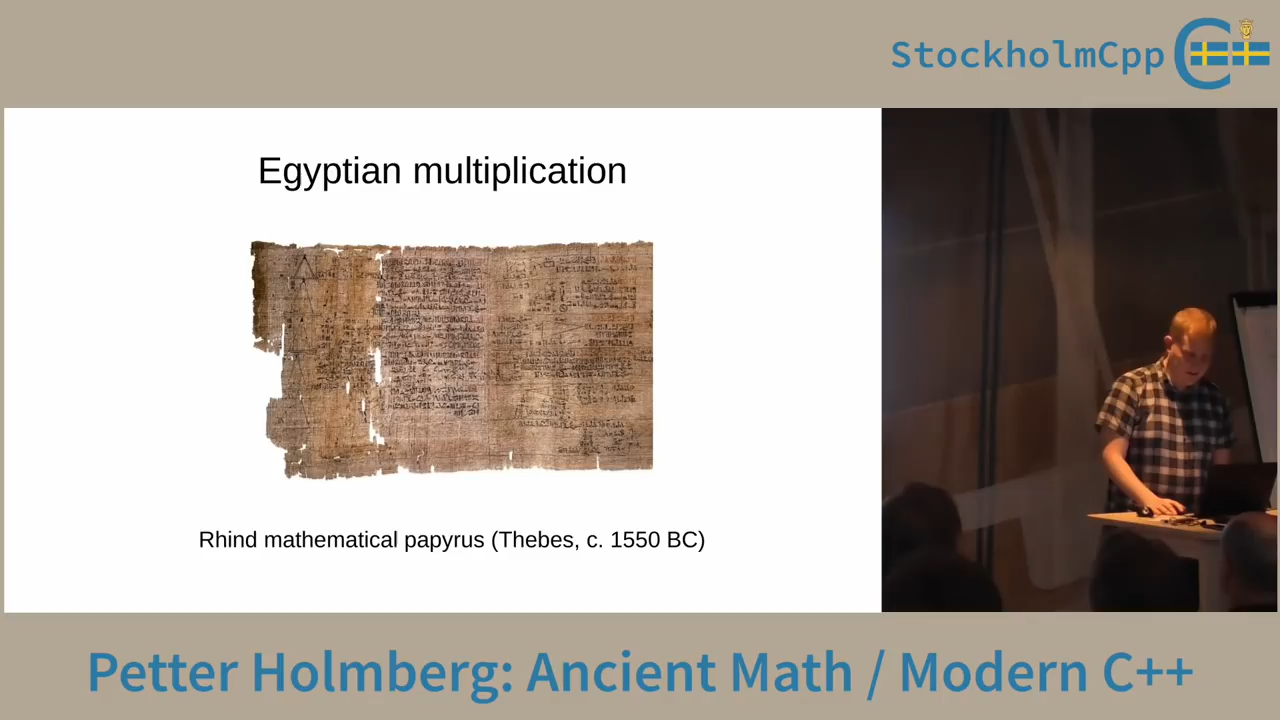 StockholmCpp
Egyptian multiplication
Rhind mathematical papyrus (Thebes, c. 1550 BC)
Petter Holmberg: Ancient Math / Modern C++